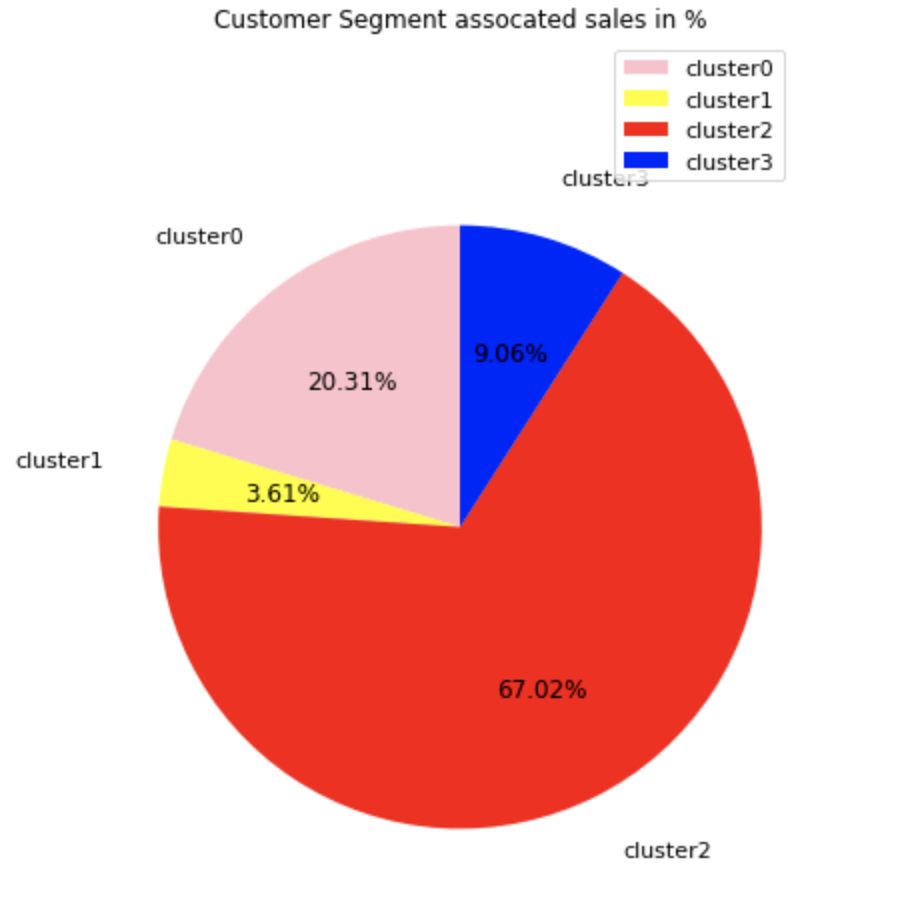 Customer Segment assocated sales in %
cluster0
cluster1
cluster2
cluster3
cluster3
cluster0
9.06%
20.31%
cluster1
3.61%
67.02%
cluster2